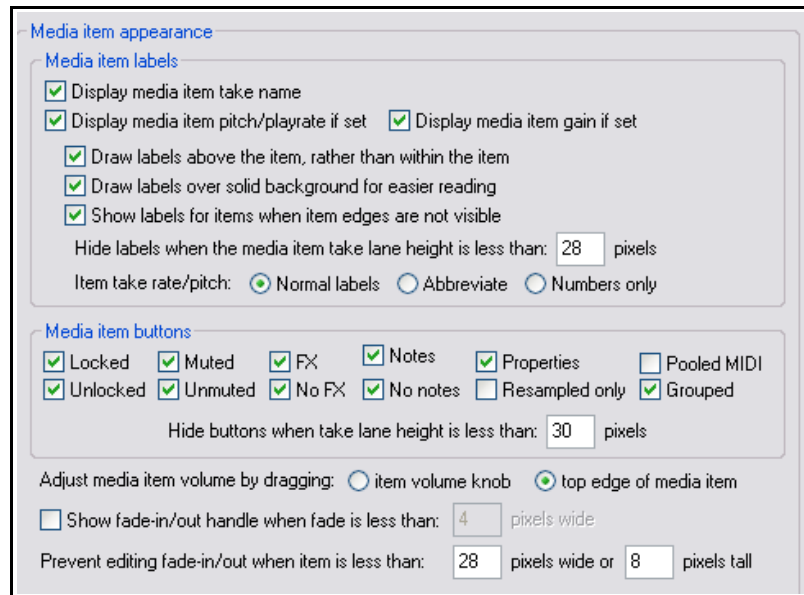 Media item appearance
Media item labels
Display media item take name
Display media item pitch/playrate if set Display media item gain if set
Draw labels above the item, rather than within the item
Draw labels over solid background for easier reading
Show labels for items when item edges are not visible
Hide labels when the media item take lane height is less than: 28 pixels
Item take rate/pitch: Normal labels Abbreviate Numbers only
Media item buttons
Locked Muted FX Notes Properties Pooled MIDI
Unlocked Unmuted No FX No notes Resampled only Grouped
Hide buttons when take lane height is less than: 30 pixels
Adjust media item volume by dragging: item volume knob top edge of media item
Show fade-in/out handle when fade is less than: 4 pixels wide
Prevent editing fade-in/out when item is less than: 28 pixels wide or 8 pixels tall